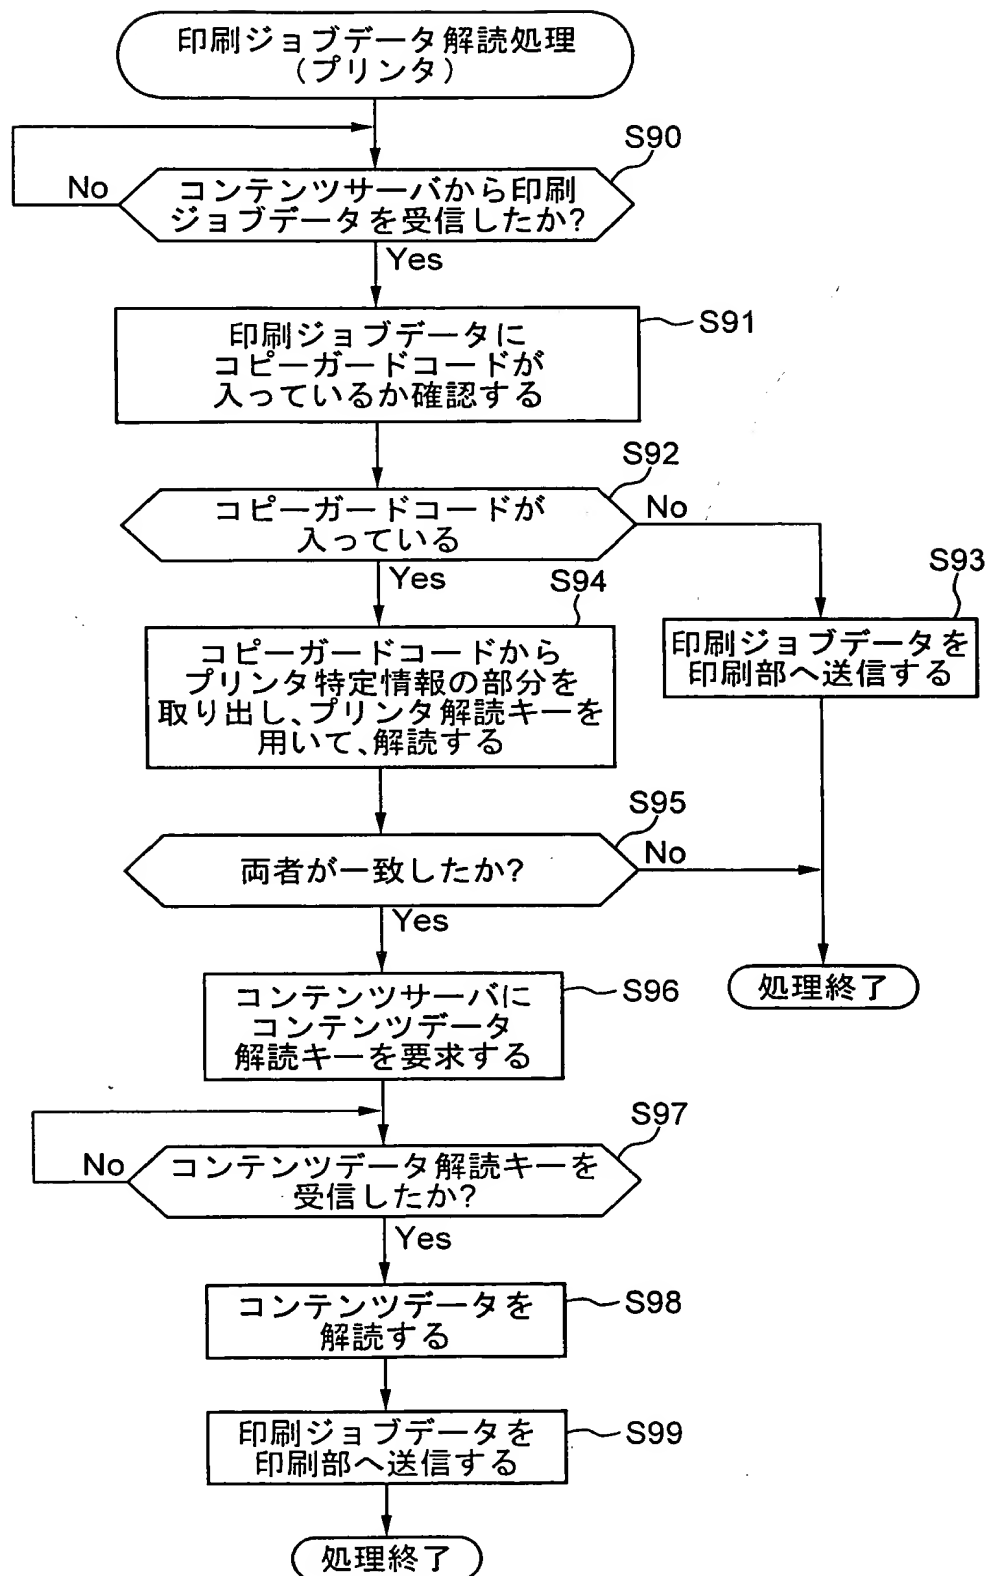 印刷ジョブデータ解読処理
（プリンタ）
S90
No
コンテンツサーバから印刷
ジョブデータを受信したか?
Yes
S91
印刷ジョブデータに
コピーガードコードが
入っているか確認する
S92
コピーガードコードが
入っている
No
Yes
S93
印刷ジョブデータを
印刷部へ送信する
S94
コピーガードコードから
プリンタ特定情報の部分を
取り出し、プリンタ解読キーを
用いて、解読する
S95
両者が一致したか?
No
Yes
処理終了
S96
コンテンツサーバに
コンテンツデータ
解読キーを要求する
S97
No
コンテンツデータ解読キーを
受信したか?
Yes
S98
コンテンツデータを
解読する
S99
印刷ジョブデータを
印刷部へ送信する
処理終了